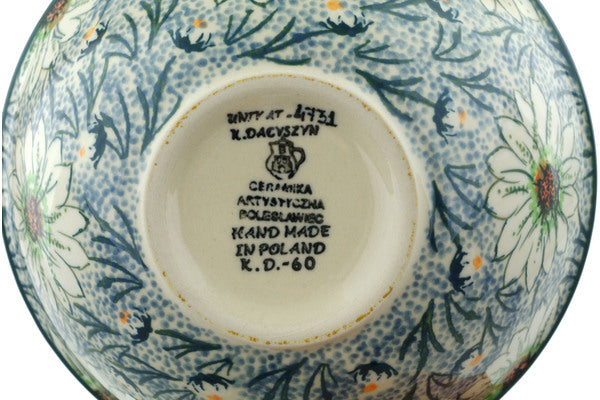 UNIKAT - 4731
K. DACYSZYN
CERAMIKA
ARTYSTYCZNA
BOLESŁAWIEC
HAND MADE
IN POLAND
K.D.-60